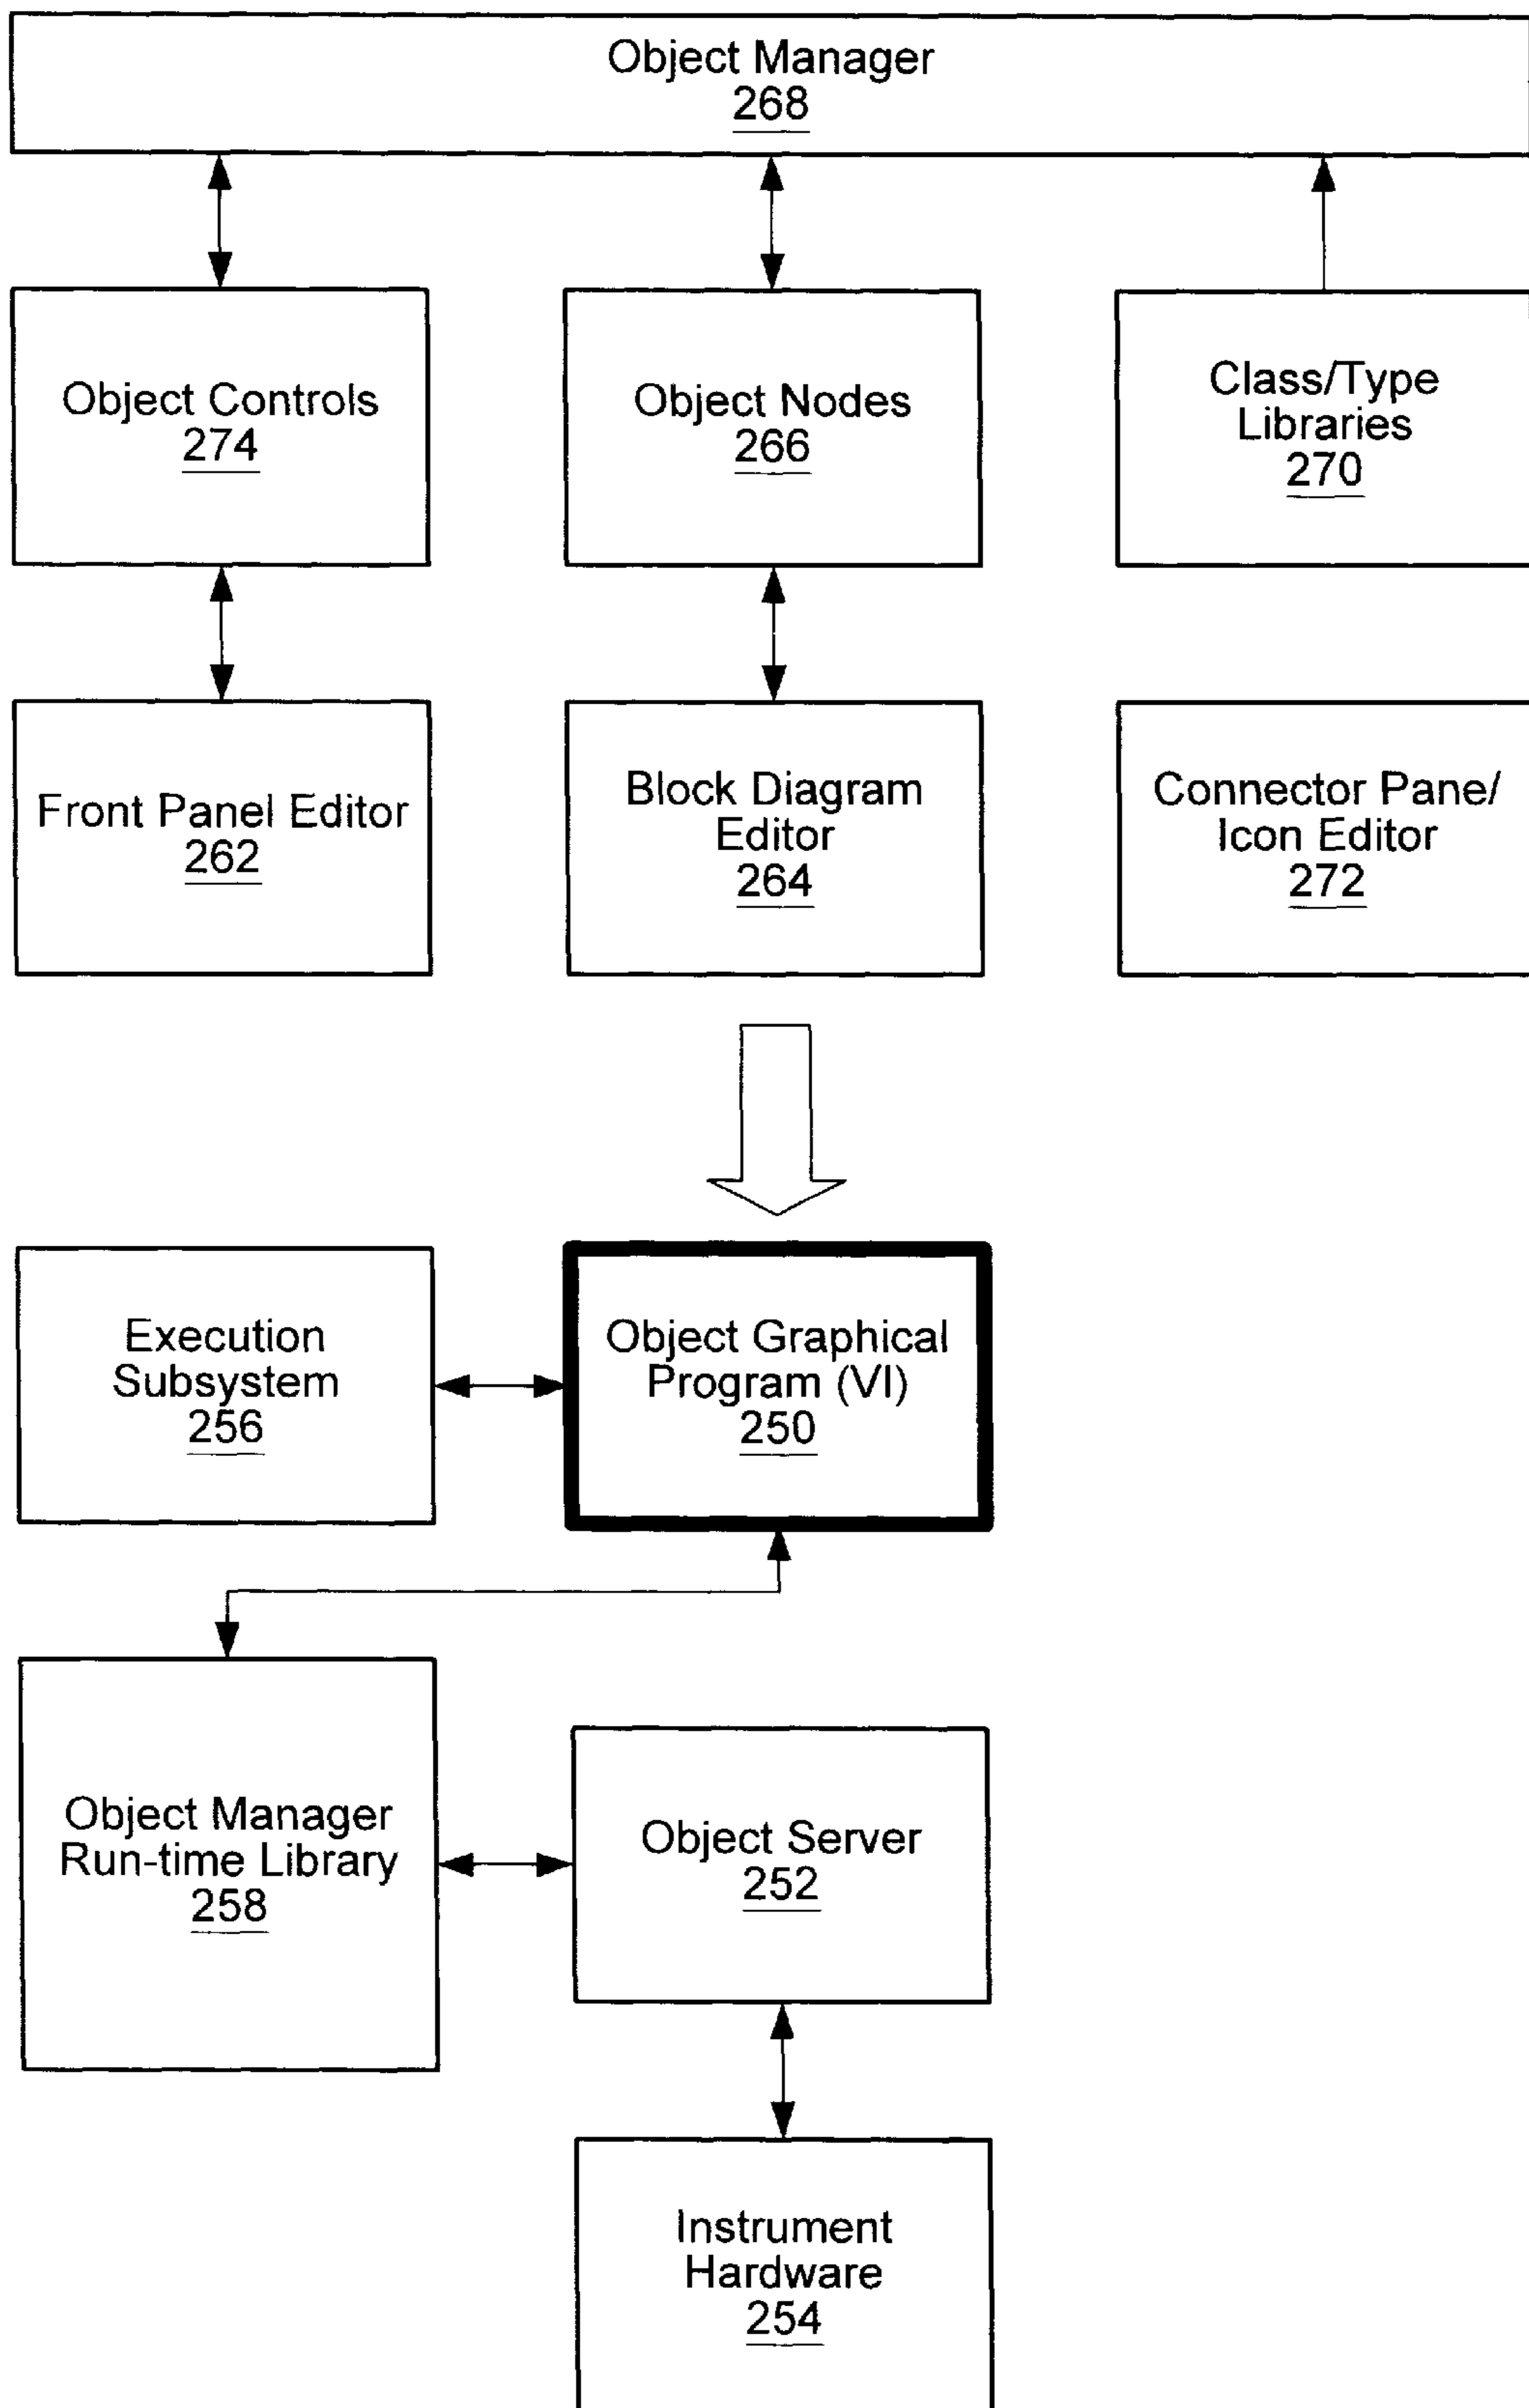 Object Manager
268
Object Controls
274
Object Nodes
266
Class/Type
Libraries
270
Front Panel Editor
262
Block Diagram
Editor
264
Connector Pane/
Icon Editor
272
Execution
Subsystem
256
Object Graphical
Program (VI)
250
Object Manager
Run-time Library
258
Object Server
252
Instrument
Hardware
254